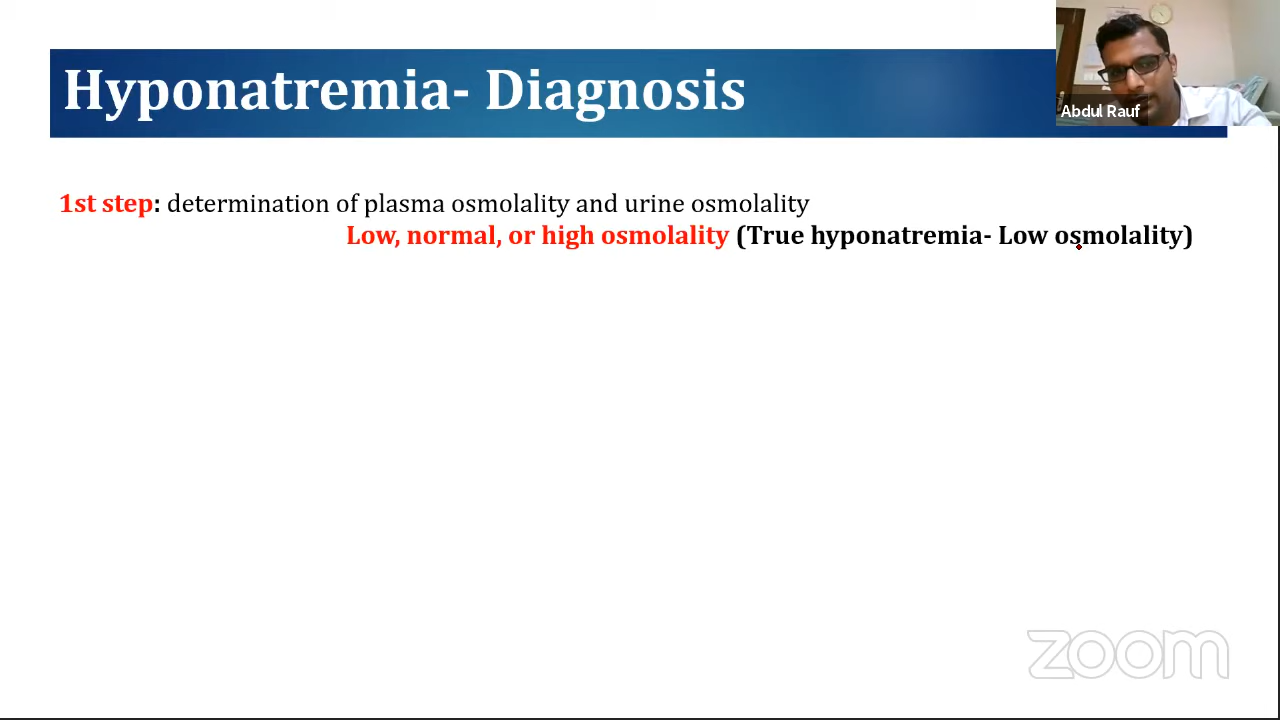 Hyponatremia- Diagnosis
Abdul Rauf
1st step: determination of plasma osmolality and urine osmolality
Low, normal, or high osmolality (True hyponatremia- Low osmolality)
zoom